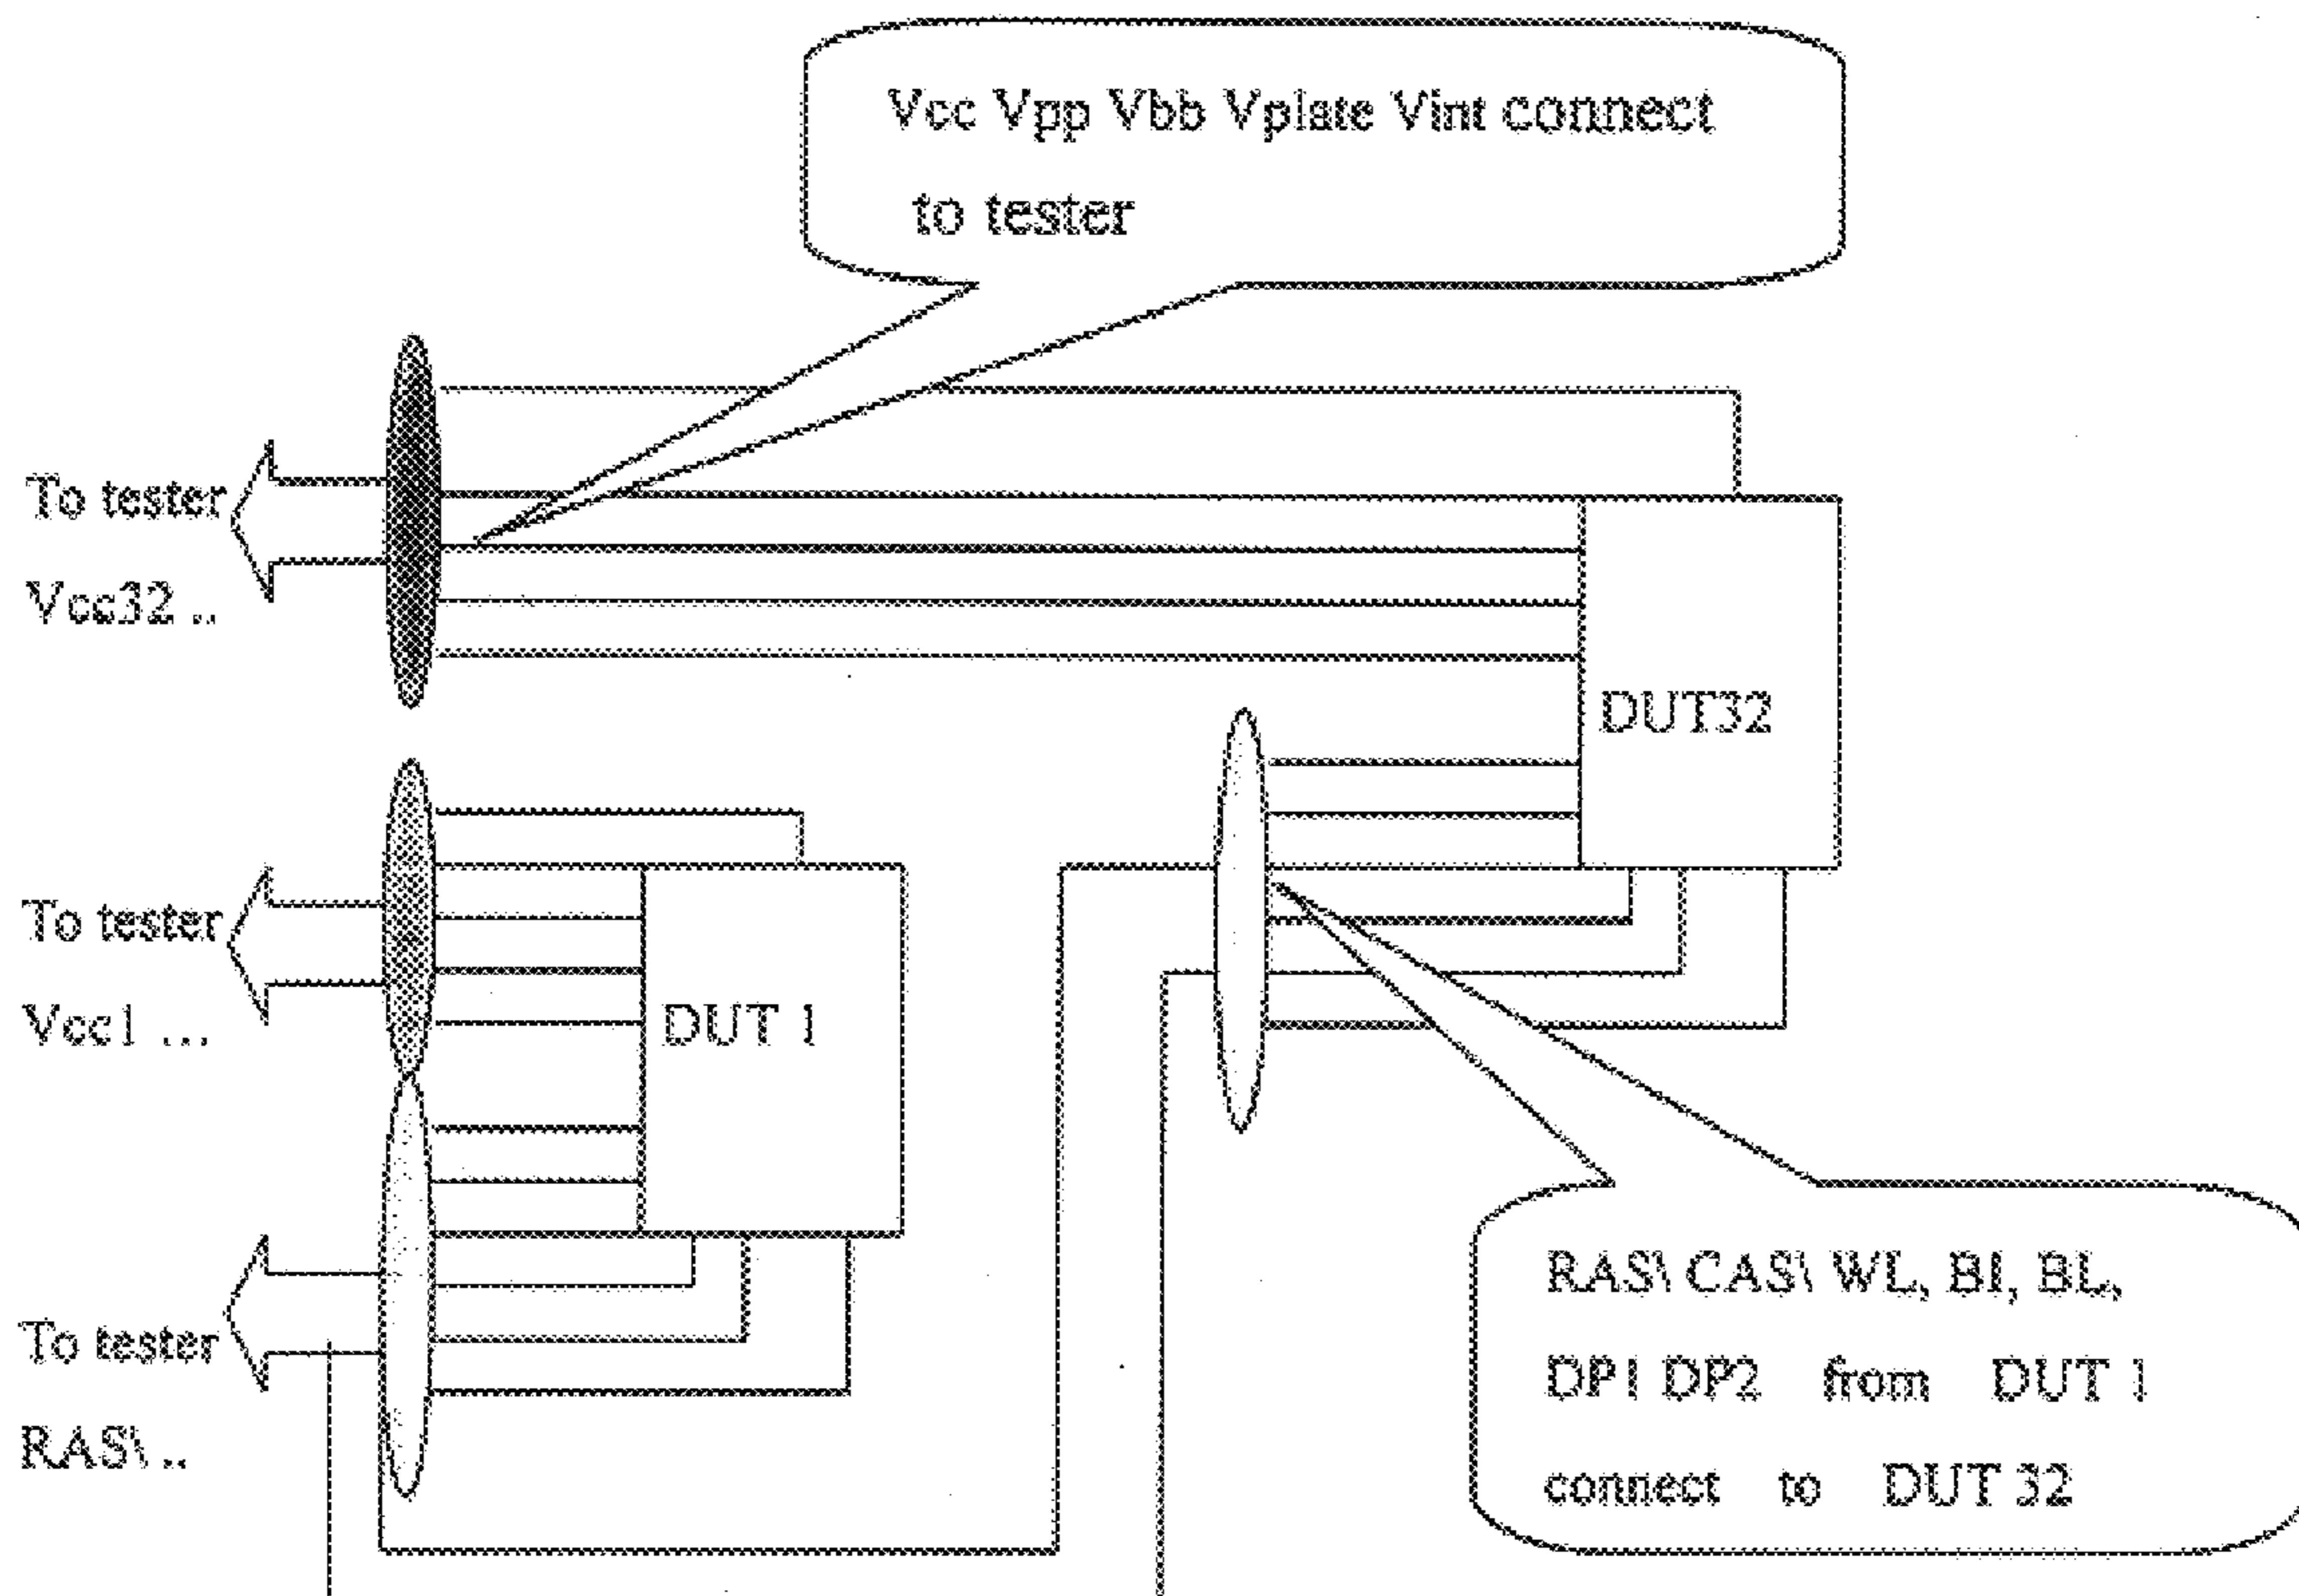 Vcc Vpp Vbb Vplate Vint connect
to tester
To tester
Vcc32 ..
DUT32
To tester
Vcc1 ...
DUT 1
To tester
RAS\ ..
RAS\ CAS\ WL, BI, BL,
DP1 DP2 from DUT 1
connect to DUT 32